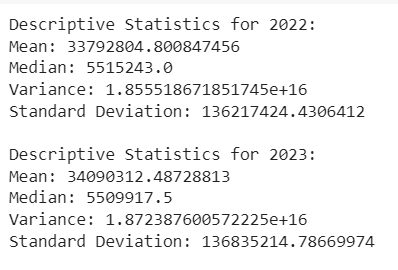 Descriptive Statistics for 2022:
Mean: 33792804.800847456
Median: 5515243.0
Variance: 1.855518671851745e+16
Standard Deviation: 136217424.4306412
Descriptive Statistics for 2023:
Mean: 34090312.48728813
Median: 5509917.5
Variance: 1.872387600572225e+16
Standard Deviation: 136835214.78669974